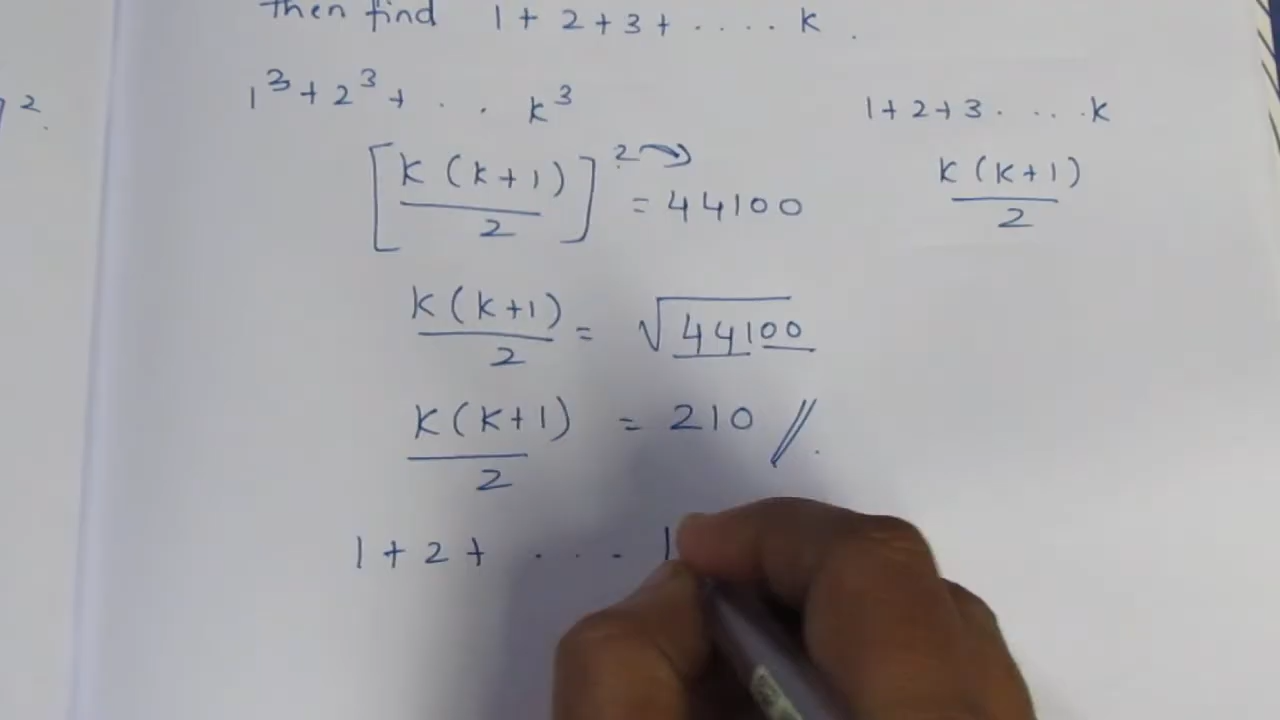 then find 1 + 2 + 3 + ..... k.
2.
1³ + 2³ + ... k³
1 + 2 + 3 .... k
[k (k + 1) / 2]² = 44100
k (k + 1) / 2
k (k + 1) / 2 = √44100
k (k + 1) / 2 = 210 //.
1 + 2 + ...